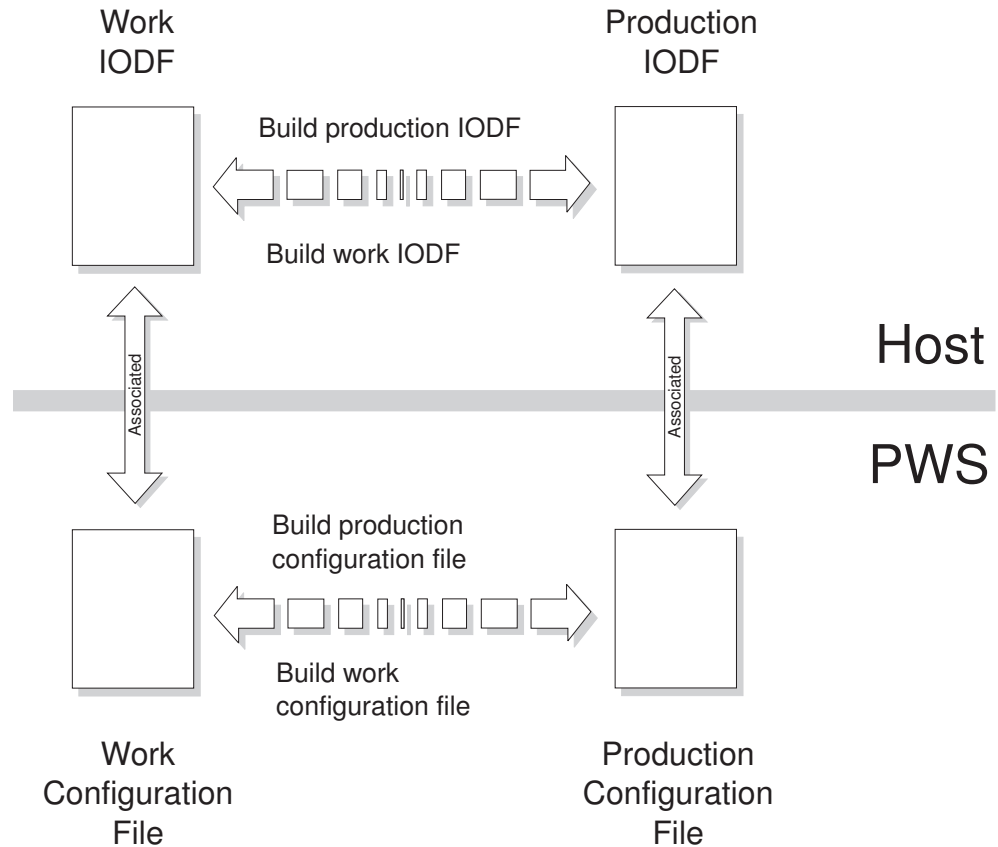 Work
IODF
Production
IODF
Build production IODF
Build work IODF
Associated
Associated
Host
PWS
Build production
configuration file
Build work
configuration file
Work
Configuration
File
Production
Configuration
File